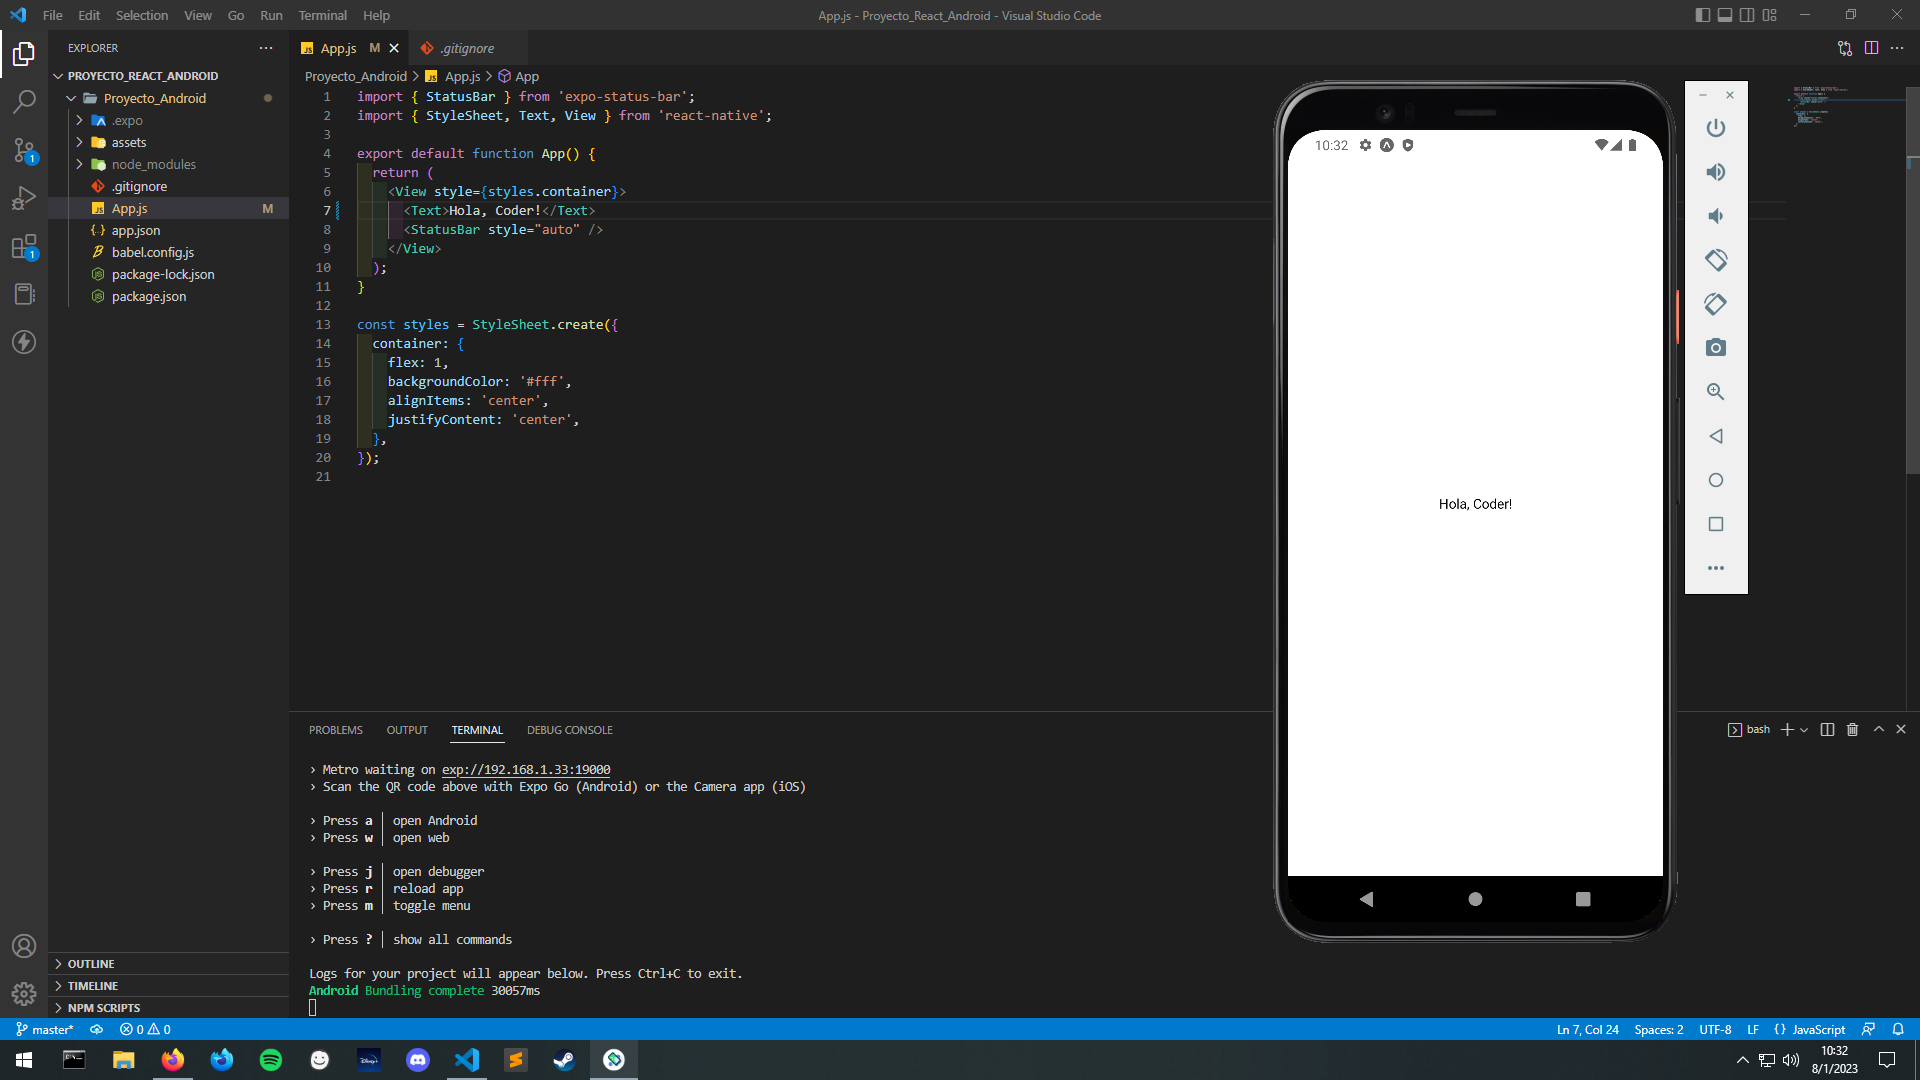 File Edit Selection View Go Run Terminal Help
App.js - Proyecto_React_Android - Visual Studio Code
EXPLORER
PROYECTO_REACT_ANDROID
Proyecto_Android
.expo
assets
node_modules
.gitignore
App.js M
app.json
babel.config.js
package-lock.json
package.json
OUTLINE
TIMELINE
NPM SCRIPTS
1
1
App.js M
.gitignore
Proyecto_Android > App.js > App
1 import { StatusBar } from 'expo-status-bar';
2 import { StyleSheet, Text, View } from 'react-native';
3
4 export default function App() {
5 return (
6 <View style={styles.container}>
7 <Text>Hola, Coder!</Text>
8 <StatusBar style="auto" />
9 </View>
10 );
11 }
12
13 const styles = StyleSheet.create({
14 container: {
15 flex: 1,
16 backgroundColor: '#fff',
17 alignItems: 'center',
18 justifyContent: 'center',
19 },
20 });
21
10:32
Hola, Coder!
PROBLEMS OUTPUT TERMINAL DEBUG CONSOLE
bash
› Metro waiting on exp://192.168.1.33:19000
› Scan the QR code above with Expo Go (Android) or the Camera app (iOS)
› Press a │ open Android
› Press w │ open web
› Press j │ open debugger
› Press r │ reload app
› Press m │ toggle menu
› Press ? │ show all commands
Logs for your project will appear below. Press Ctrl+C to exit.
Android Bundling complete 30057ms
master* 0 0
Ln 7, Col 24 Spaces: 2 UTF-8 LF {} JavaScript
Disney+
10:32
8/1/2023